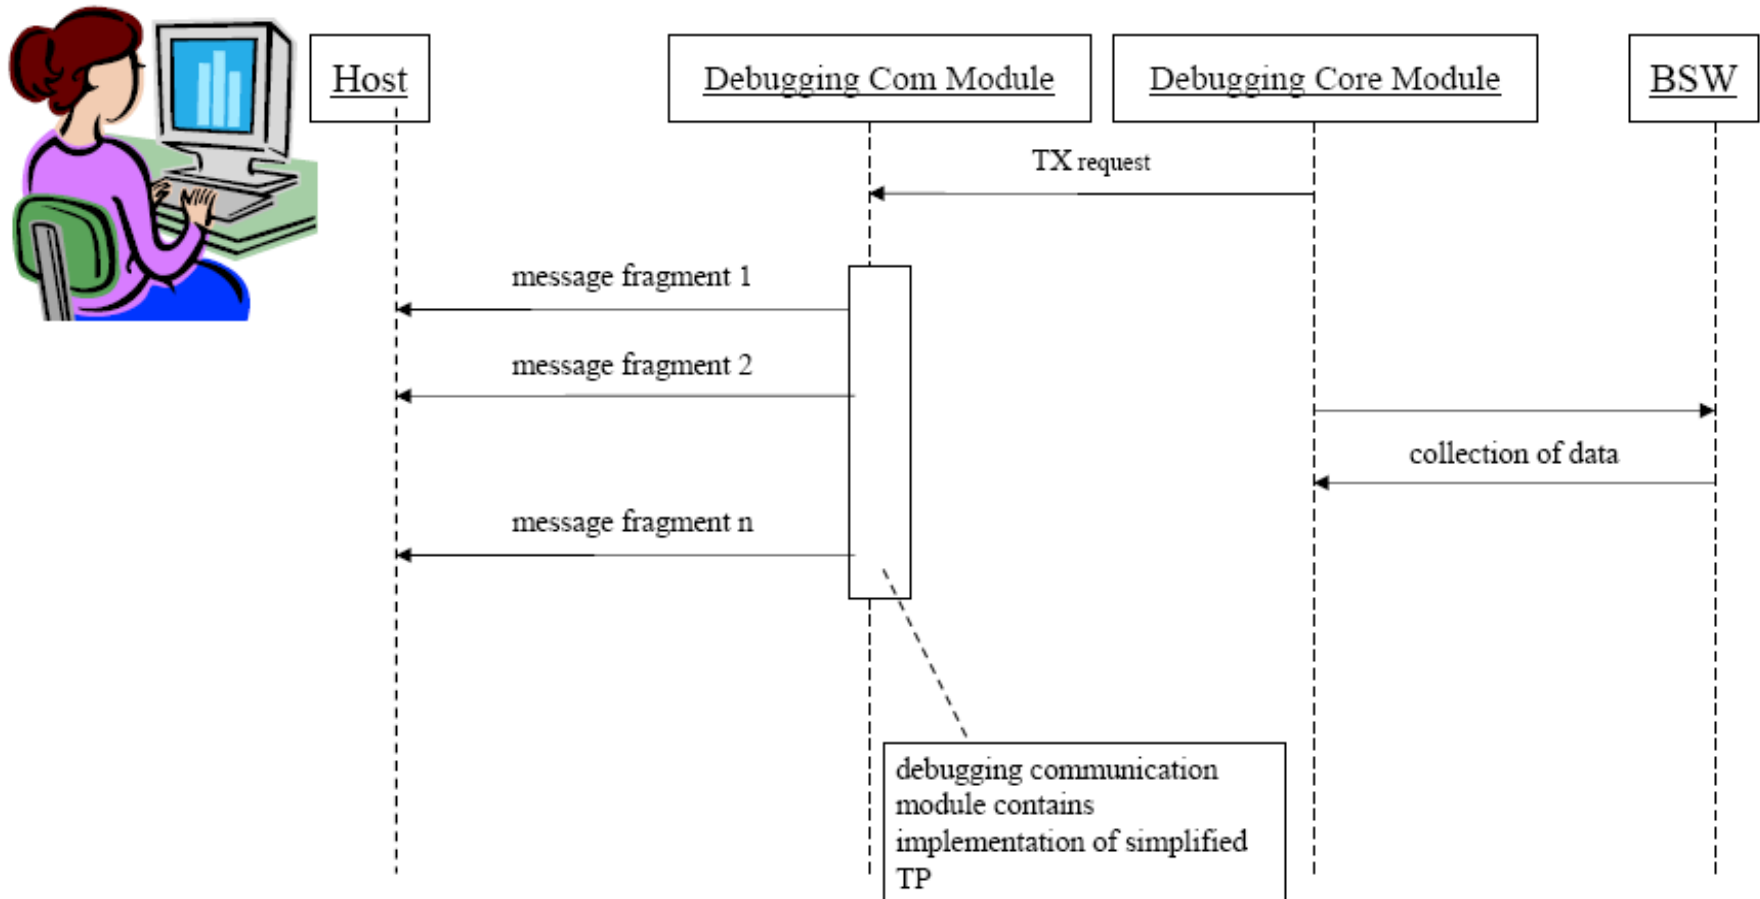 Host
Debugging Com Module
Debugging Core Module
BSW
TX request
message fragment 1
message fragment 2
collection of data
message fragment n
debugging communication
module contains
implementation of simplified
TP